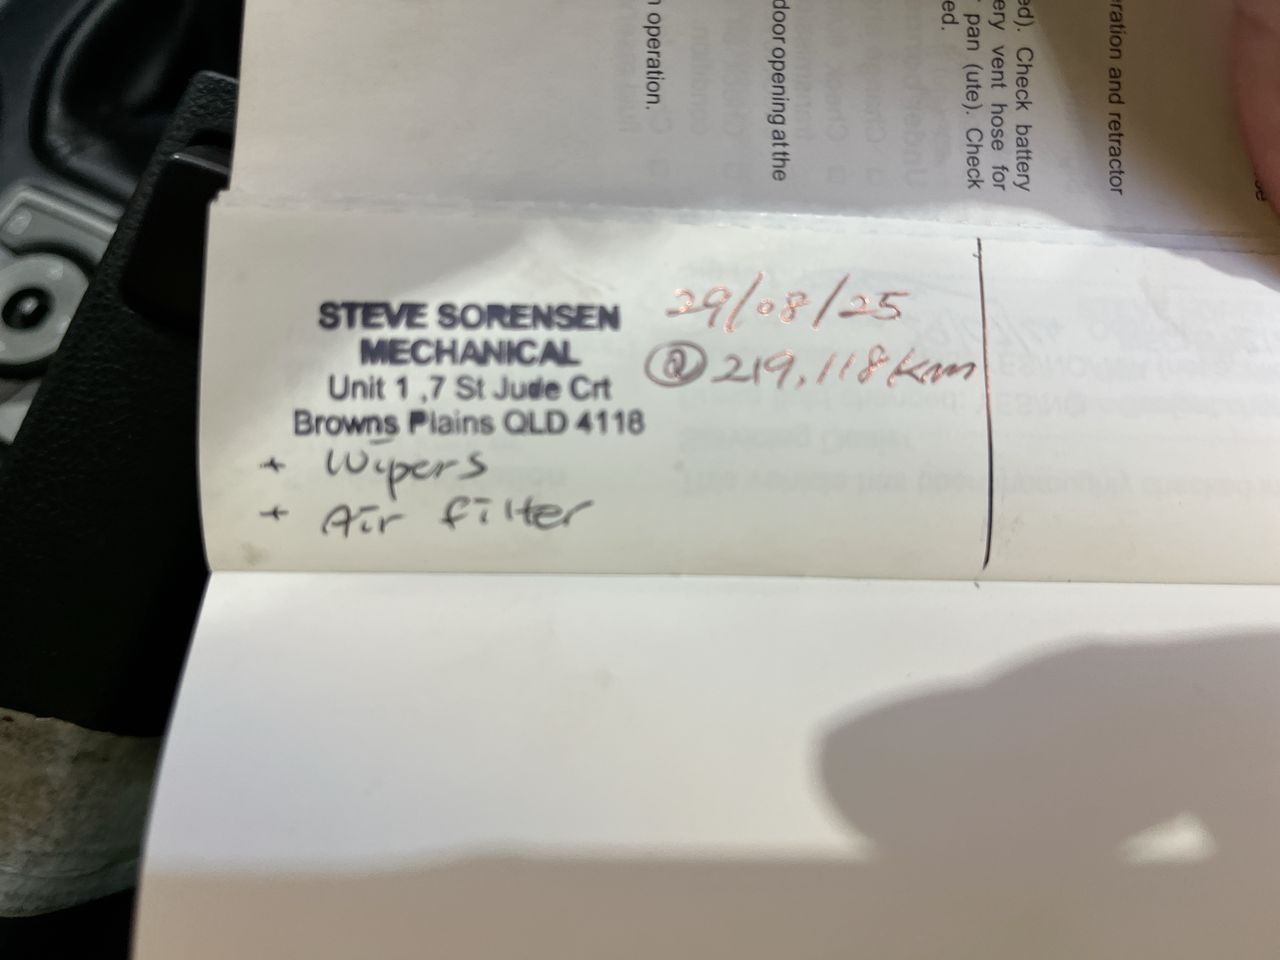 ed). Check battery
ery vent hose for
pan (ute). Check
ed.
eration and retractor
door opening at the
n operation.
STEVE SORENSEN
MECHANICAL
Unit 1 ,7 St Jude Crt
Browns Plains QLD 4118
+ Wipers
+ Air filter
29/08/25
@ 219,118 km